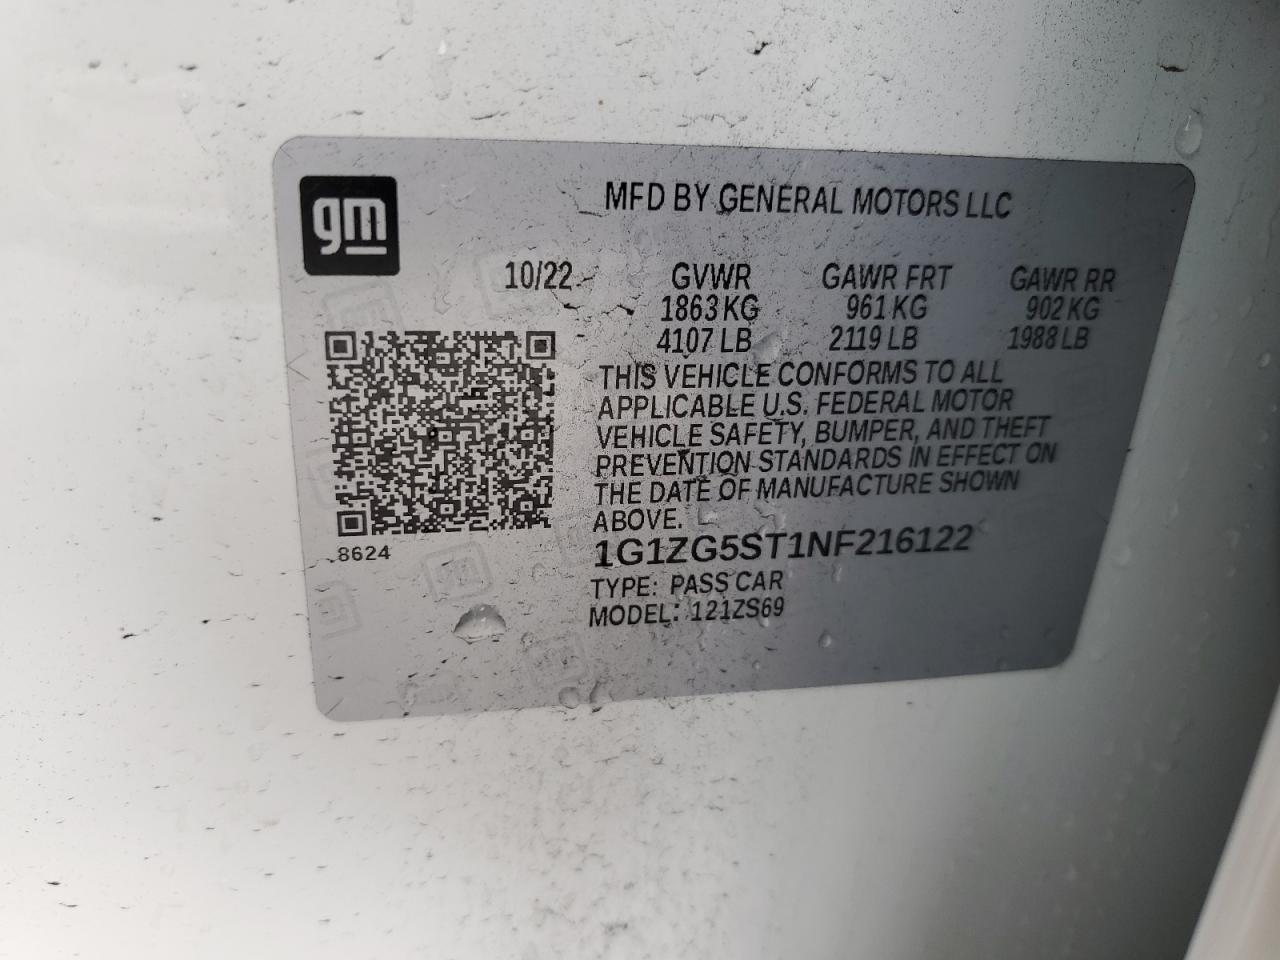 gm
MFD BY GENERAL MOTORS LLC
10/22 GVWR GAWR FRT GAWR RR
1863 KG 961 KG 902 KG
4107 LB 2119 LB 1988 LB
THIS VEHICLE CONFORMS TO ALL
APPLICABLE U.S. FEDERAL MOTOR
VEHICLE SAFETY, BUMPER, AND THEFT
PREVENTION STANDARDS IN EFFECT ON
THE DATE OF MANUFACTURE SHOWN
ABOVE.
8624
1G1ZG5ST1NF216122
TYPE: PASS CAR
MODEL: 121ZS69